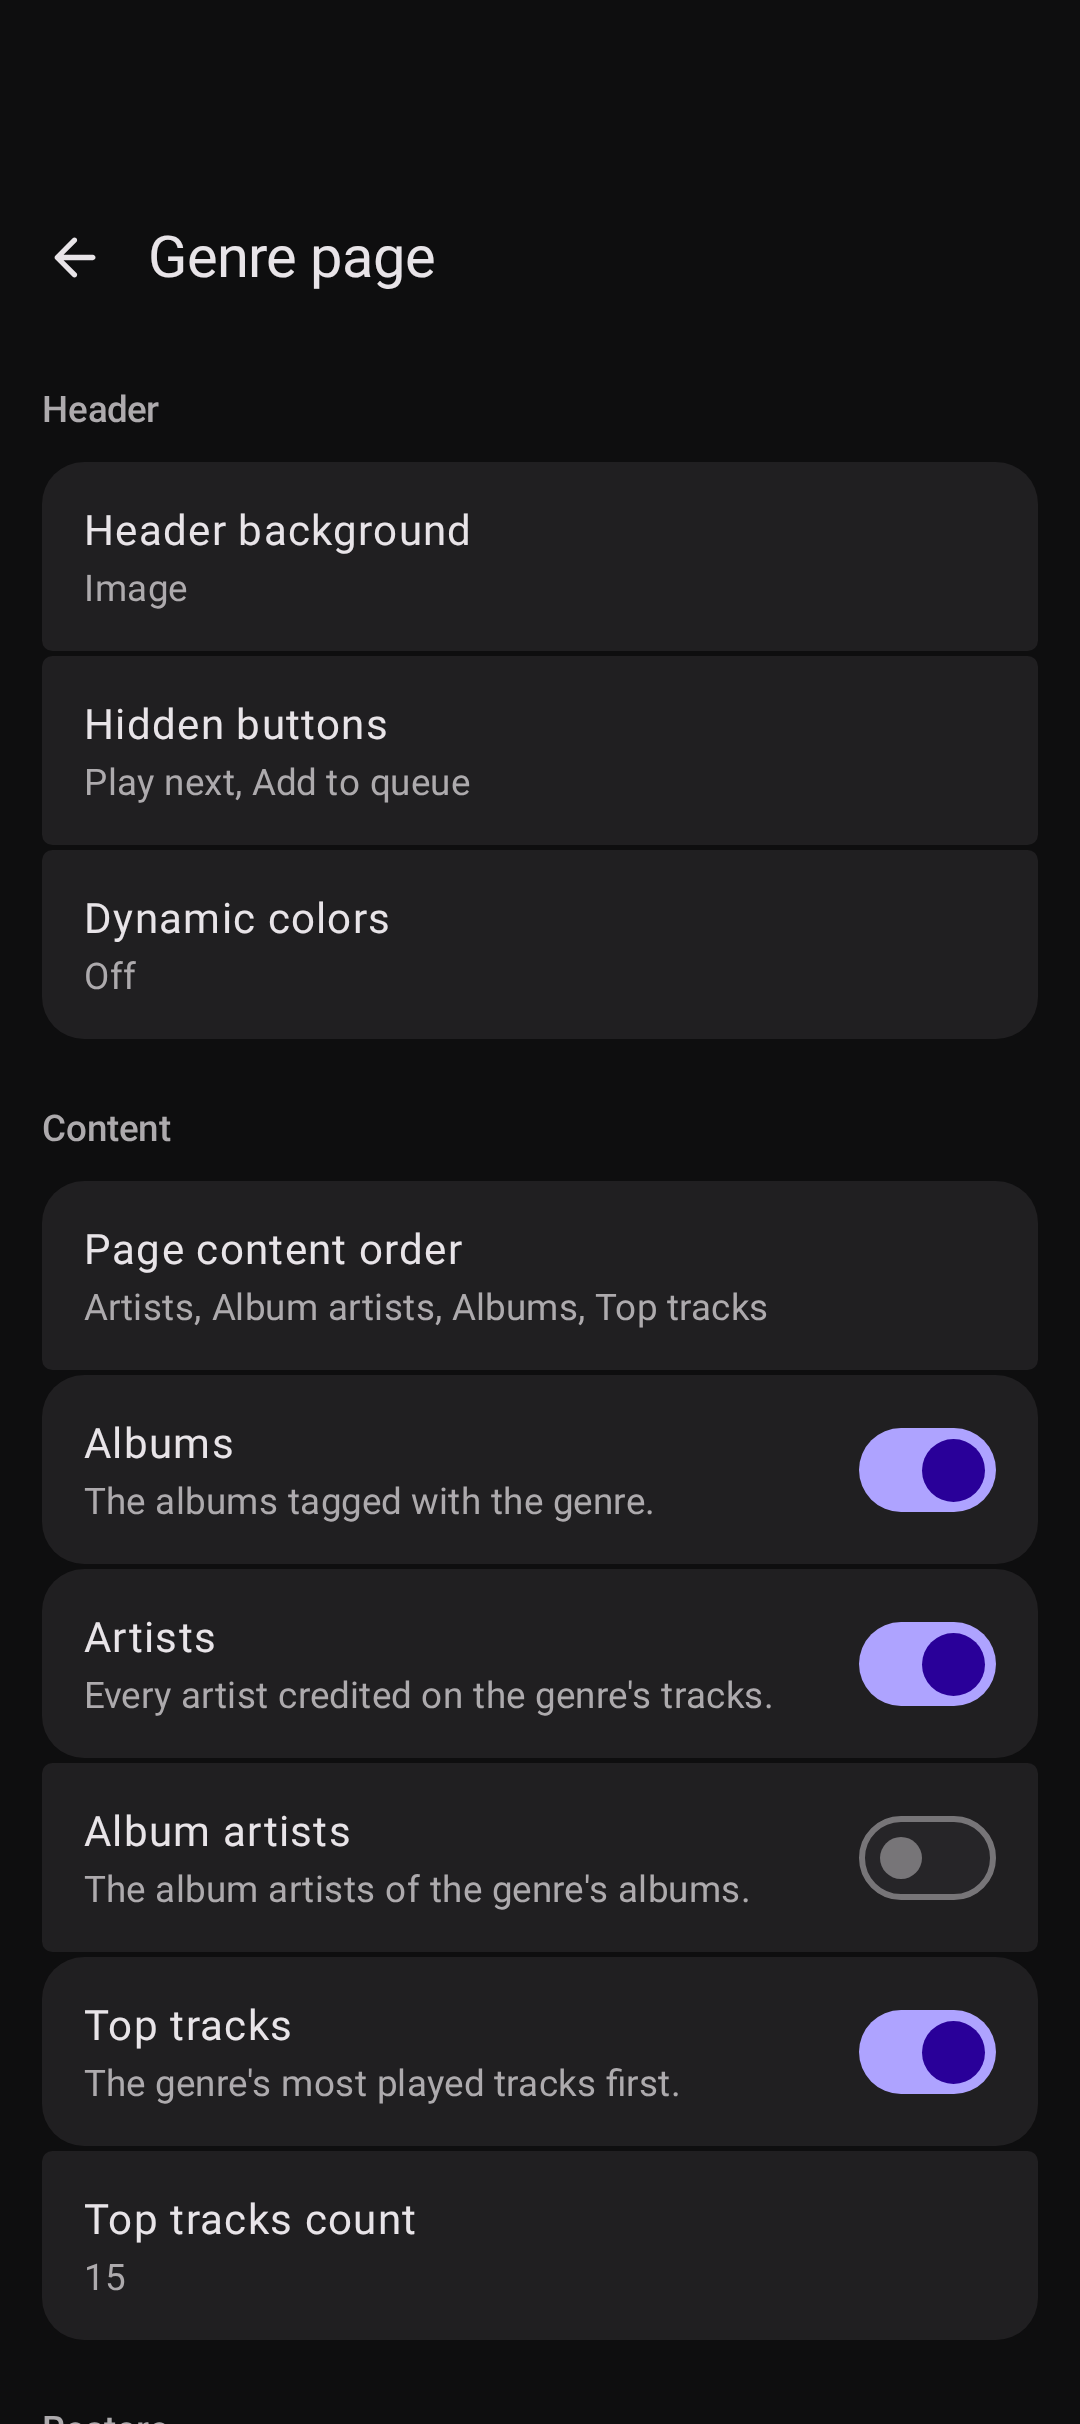 Genre page
Header
Header background
Image
Hidden buttons
Play next, Add to queue
Dynamic colors
Off
Content
Page content order
Artists, Album artists, Albums, Top tracks
Albums
The albums tagged with the genre.
Artists
Every artist credited on the genre's tracks.
Album artists
The album artists of the genre's albums.
Top tracks
The genre's most played tracks first.
Top tracks count
15